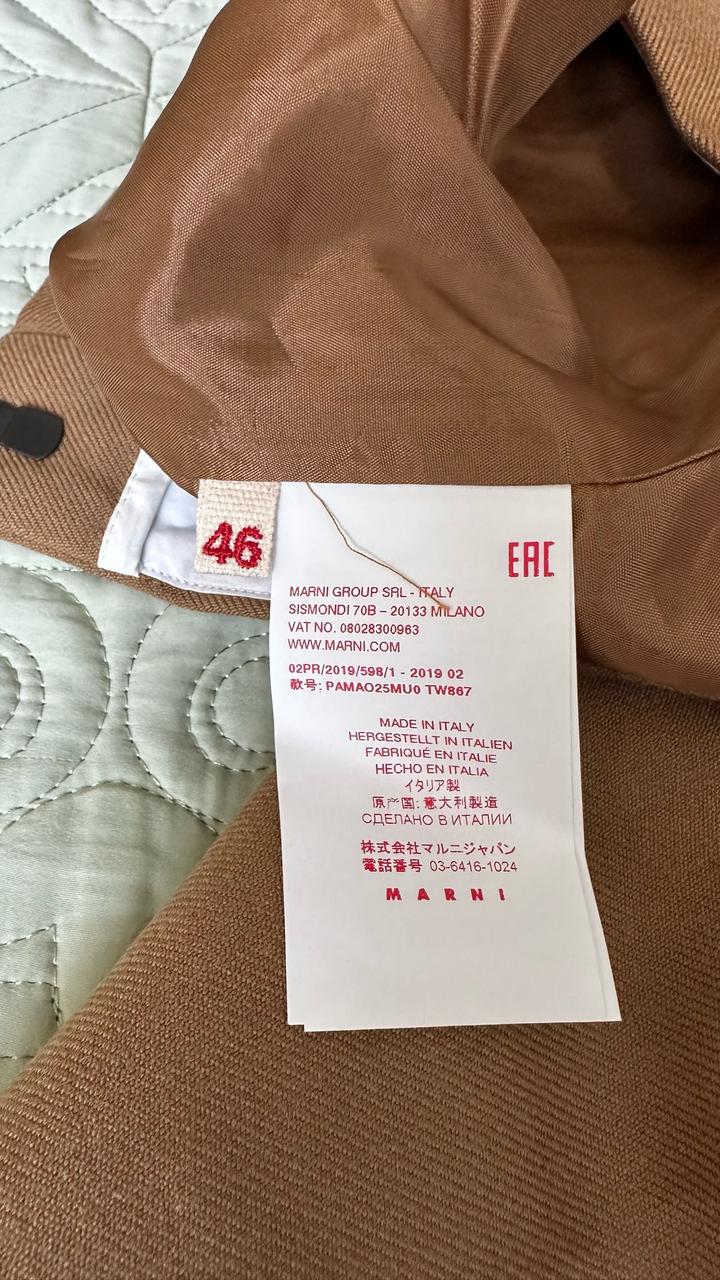 46
EAC
MARNI GROUP SRL - ITALY
SISMONDI 70B – 20133 MILANO
VAT NO. 08028300963
WWW.MARNI.COM
02PR/2019/598/1 - 2019 02
款号: PAMAO25MU0 TW867
MADE IN ITALY
HERGESTELLT IN ITALIEN
FABRIQUÉ EN ITALIE
HECHO EN ITALIA
イタリア製
原产国: 意大利製造
СДЕЛАНО В ИТАЛИИ
株式会社マルニジャパン
電話番号 03-6416-1024
MARNI